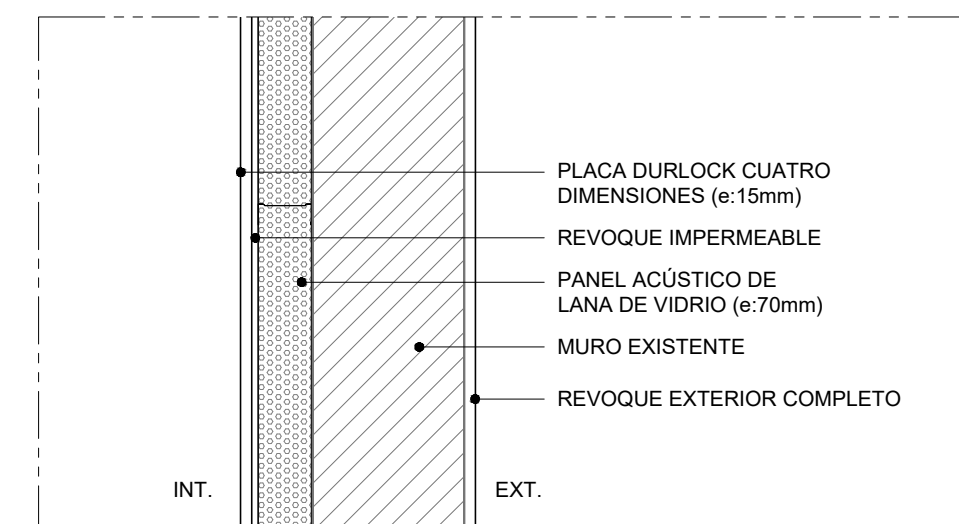 PLACA DURLOCK CUATRO
DIMENSIONES (e:15mm)
REVOQUE IMPERMEABLE
PANEL ACÚSTICO DE
LANA DE VIDRIO (e:70mm)
MURO EXISTENTE
REVOQUE EXTERIOR COMPLETO
INT.
EXT.